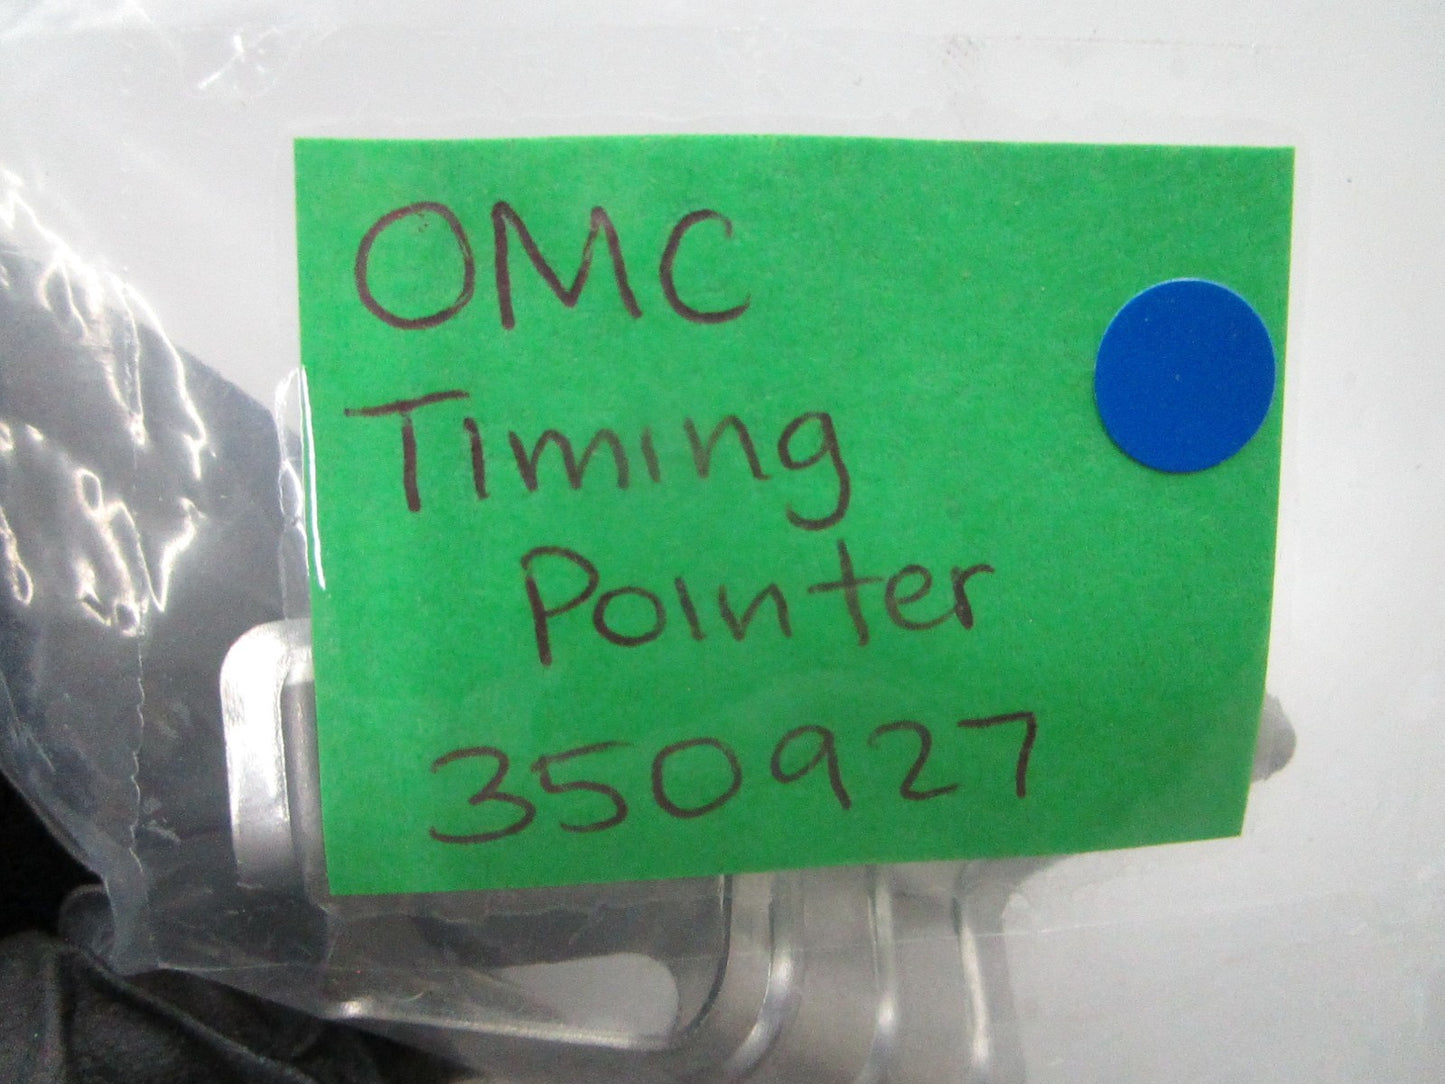 OMC
Timing
Pointer
350927